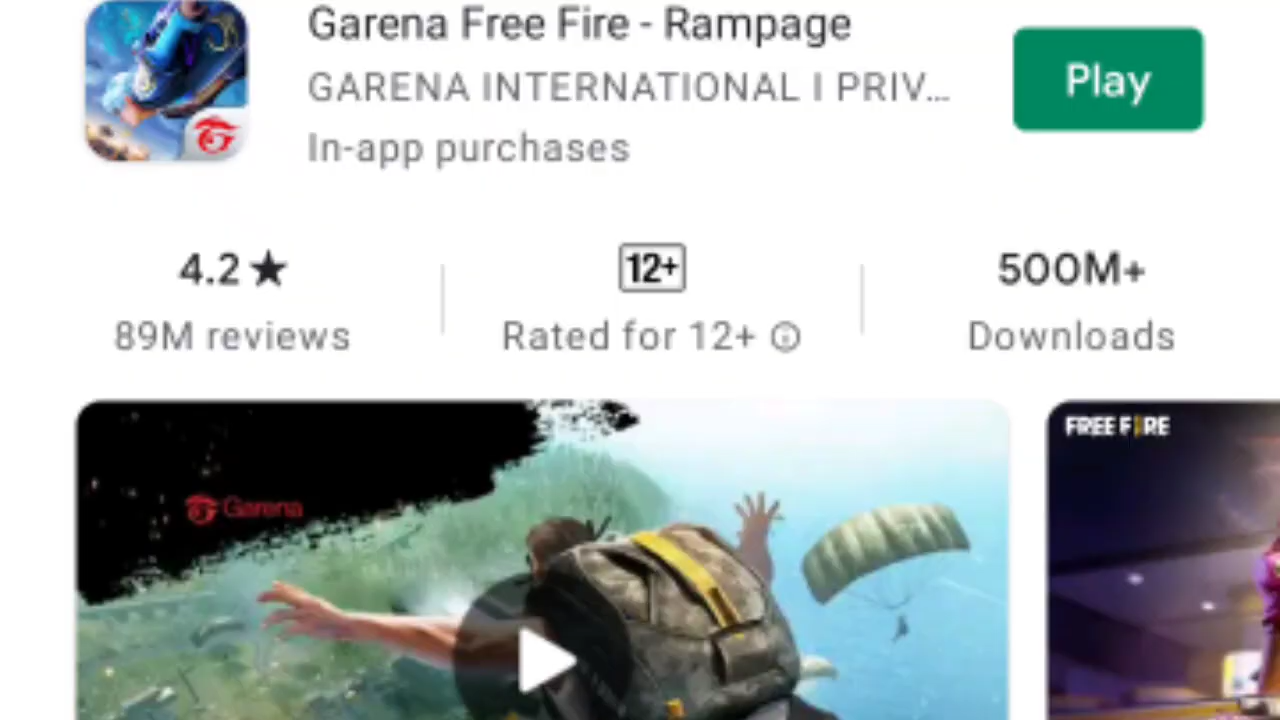 Garena Free Fire - Rampage
GARENA INTERNATIONAL I PRIV...
In-app purchases
Play
4.2★
89M reviews
12+
Rated for 12+
500M+
Downloads
Garena
FREE FIRE